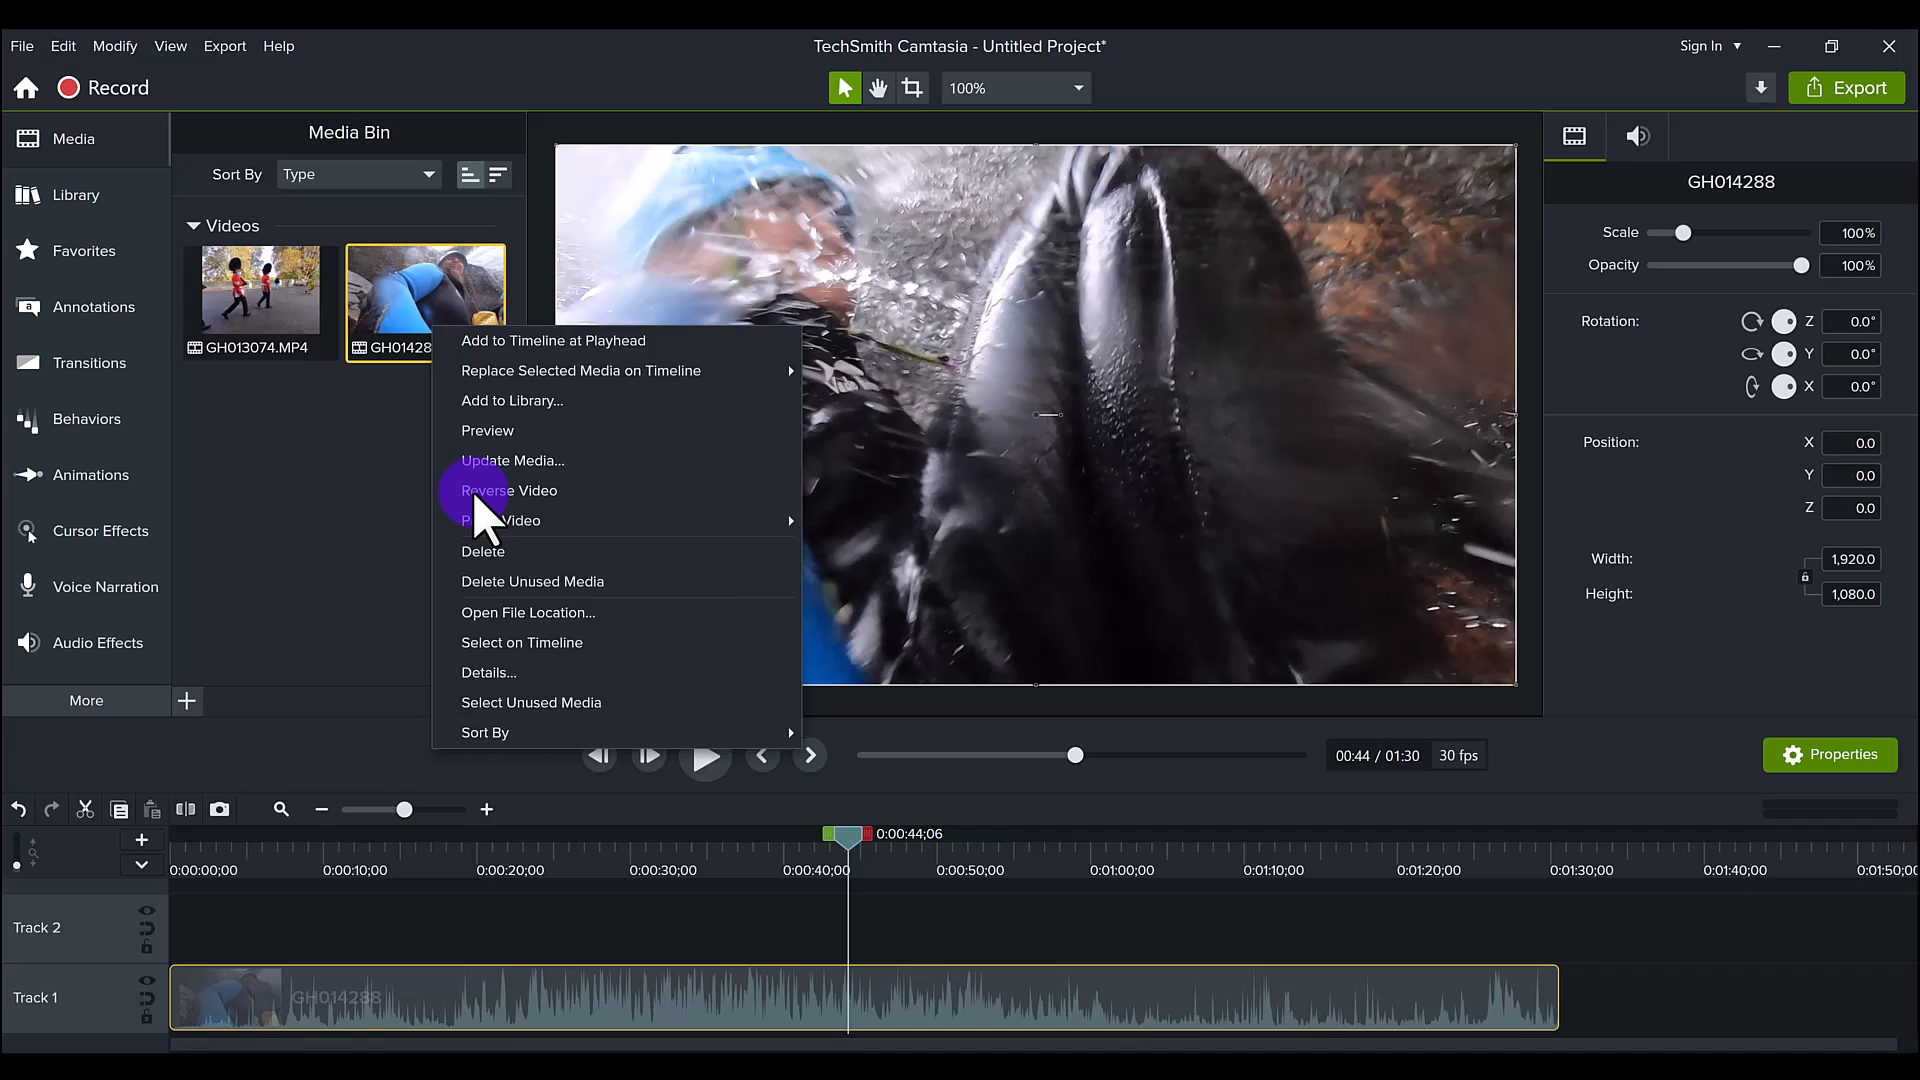 File Edit Modify View Export Help
TechSmith Camtasia - Untitled Project*
Sign In
Record
100%
Export
Media
Library
Favorites
Annotations
Transitions
Behaviors
Animations
Cursor Effects
Voice Narration
Audio Effects
More
Media Bin
Sort By Type
Videos
GH013074.MP4
GH01428
Add to Timeline at Playhead
Replace Selected Media on Timeline
Add to Library...
Preview
Update Media...
Reverse Video
Video
Delete
Delete Unused Media
Open File Location...
Select on Timeline
Details...
Select Unused Media
Sort By
GH014288
Scale 100%
Opacity 100%
Rotation: Z 0.0°
Y 0.0°
X 0.0°
Position: X 0.0
Y 0.0
Z 0.0
Width: 1,920.0
Height: 1,080.0
00:44 / 01:30 30 fps
Properties
0:00:44;06
0:00:00;00 0:00:10;00 0:00:20;00 0:00:30;00 0:00:40;00 0:00:50;00 0:01:00;00 0:01:10;00 0:01:20;00 0:01:30;00 0:01:40;00 0:01:50;00
Track 2
Track 1
GH014288